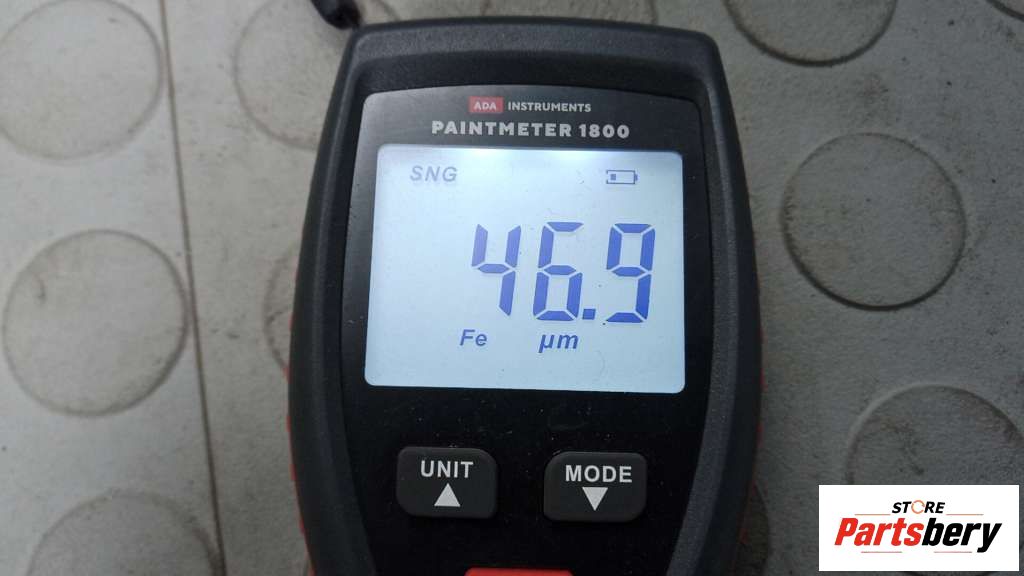 ADA INSTRUMENTS
PAINTMETER 1800
SNG
46.9
Fe µm
UNIT MODE
STORE
Partsbery